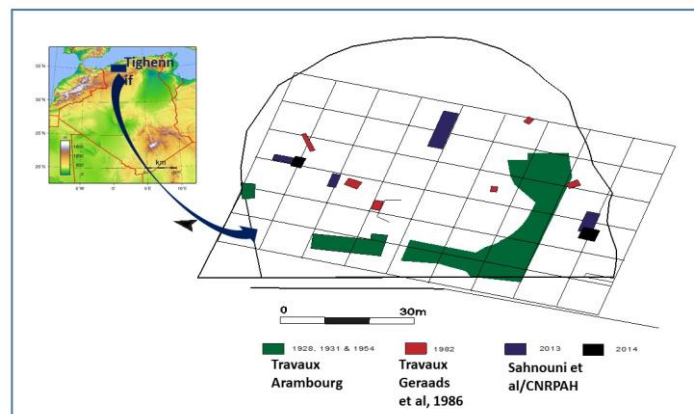 Tighenn
if
km
0 30m
1928, 1931 & 1954
Travaux
Arambourg
1982
Travaux
Geraads
et al, 1986
2013
2014
Sahnouni et
al/CNRPAH